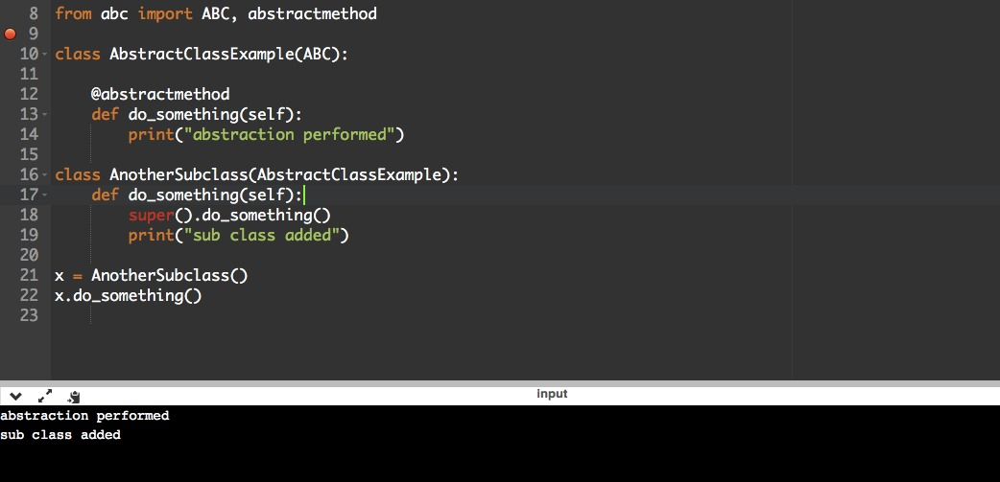 8 from abc import ABC, abstractmethod
9
10 class AbstractClassExample(ABC):
11
12     @abstractmethod
13     def do_something(self):
14         print("abstraction performed")
15
16 class AnotherSubclass(AbstractClassExample):
17     def do_something(self):
18         super().do_something()
19         print("sub class added")
20
21 x = AnotherSubclass()
22 x.do_something()
23
input
abstraction performed
sub class added